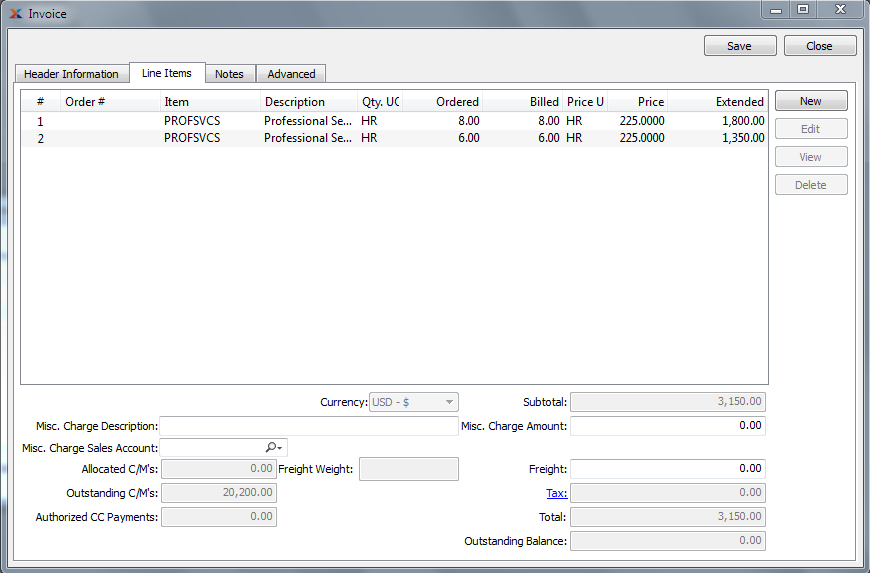 Invoice
Save Close
Header Information Line Items Notes Advanced
# Order # Item Description Qty. UC Ordered Billed Price U Price Extended New
1 PROFSVCS Professional Se... HR 8.00 8.00 HR 225.0000 1,800.00
2 PROFSVCS Professional Se... HR 6.00 6.00 HR 225.0000 1,350.00
Edit
View
Delete
Currency: USD - $ Subtotal: 3,150.00
Misc. Charge Description: Misc. Charge Amount: 0.00
Misc. Charge Sales Account:
Allocated C/M's: 0.00 Freight Weight: Freight: 0.00
Outstanding C/M's: 20,200.00 Tax: 0.00
Authorized CC Payments: 0.00 Total: 3,150.00
Outstanding Balance: 0.00